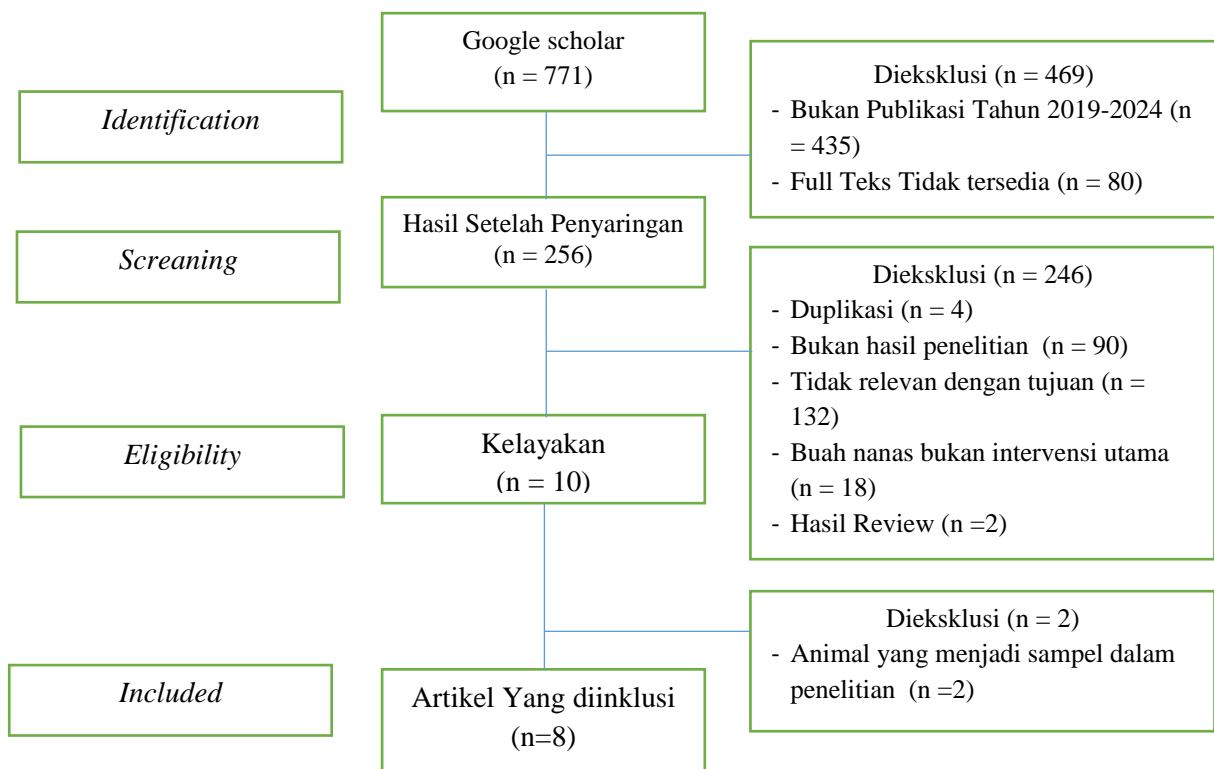 Google scholar
(n = 771)
Dieksklusi (n = 469)
- Bukan Publikasi Tahun 2019-2024 (n
= 435)
- Full Teks Tidak tersedia (n = 80)
Identification
Hasil Setelah Penyaringan
(n = 256)
Screaning
Dieksklusi (n = 246)
- Duplikasi (n = 4)
- Bukan hasil penelitian (n = 90)
- Tidak relevan dengan tujuan (n =
132)
- Buah nanas bukan intervensi utama
(n = 18)
- Hasil Review (n =2)
Eligibility
Kelayakan
(n = 10)
Dieksklusi (n = 2)
- Animal yang menjadi sampel dalam
penelitian (n =2)
Included
Artikel Yang diinklusi
(n=8)